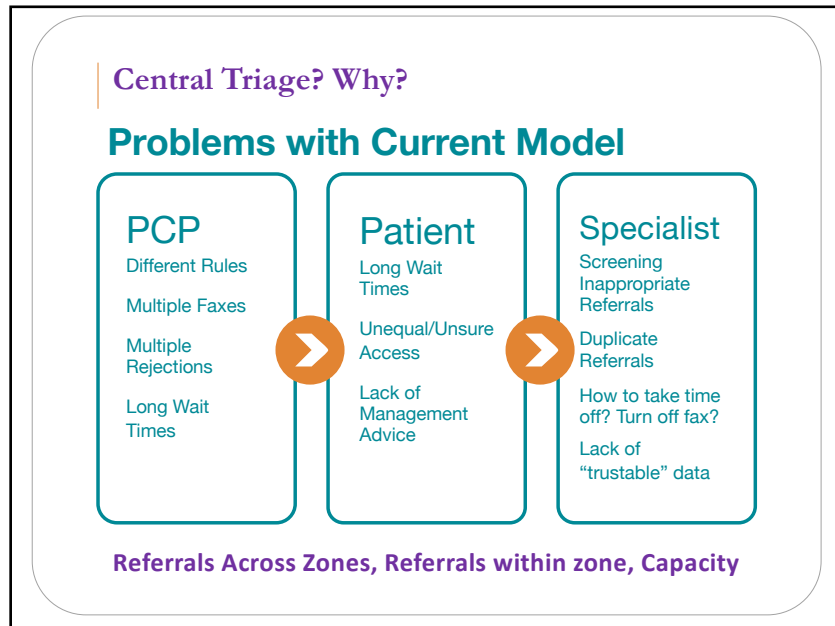 Central Triage? Why?
Problems with Current Model
PCP
Different Rules
Multiple Faxes
Multiple
Rejections
Long Wait
Times
Patient
Long Wait
Times
Unequal/Unsure
Access
Lack of
Management
Advice
Specialist
Screening
Inappropriate
Referrals
Duplicate
Referrals
How to take time
off? Turn off fax?
Lack of
“trustable” data
Referrals Across Zones, Referrals within zone, Capacity